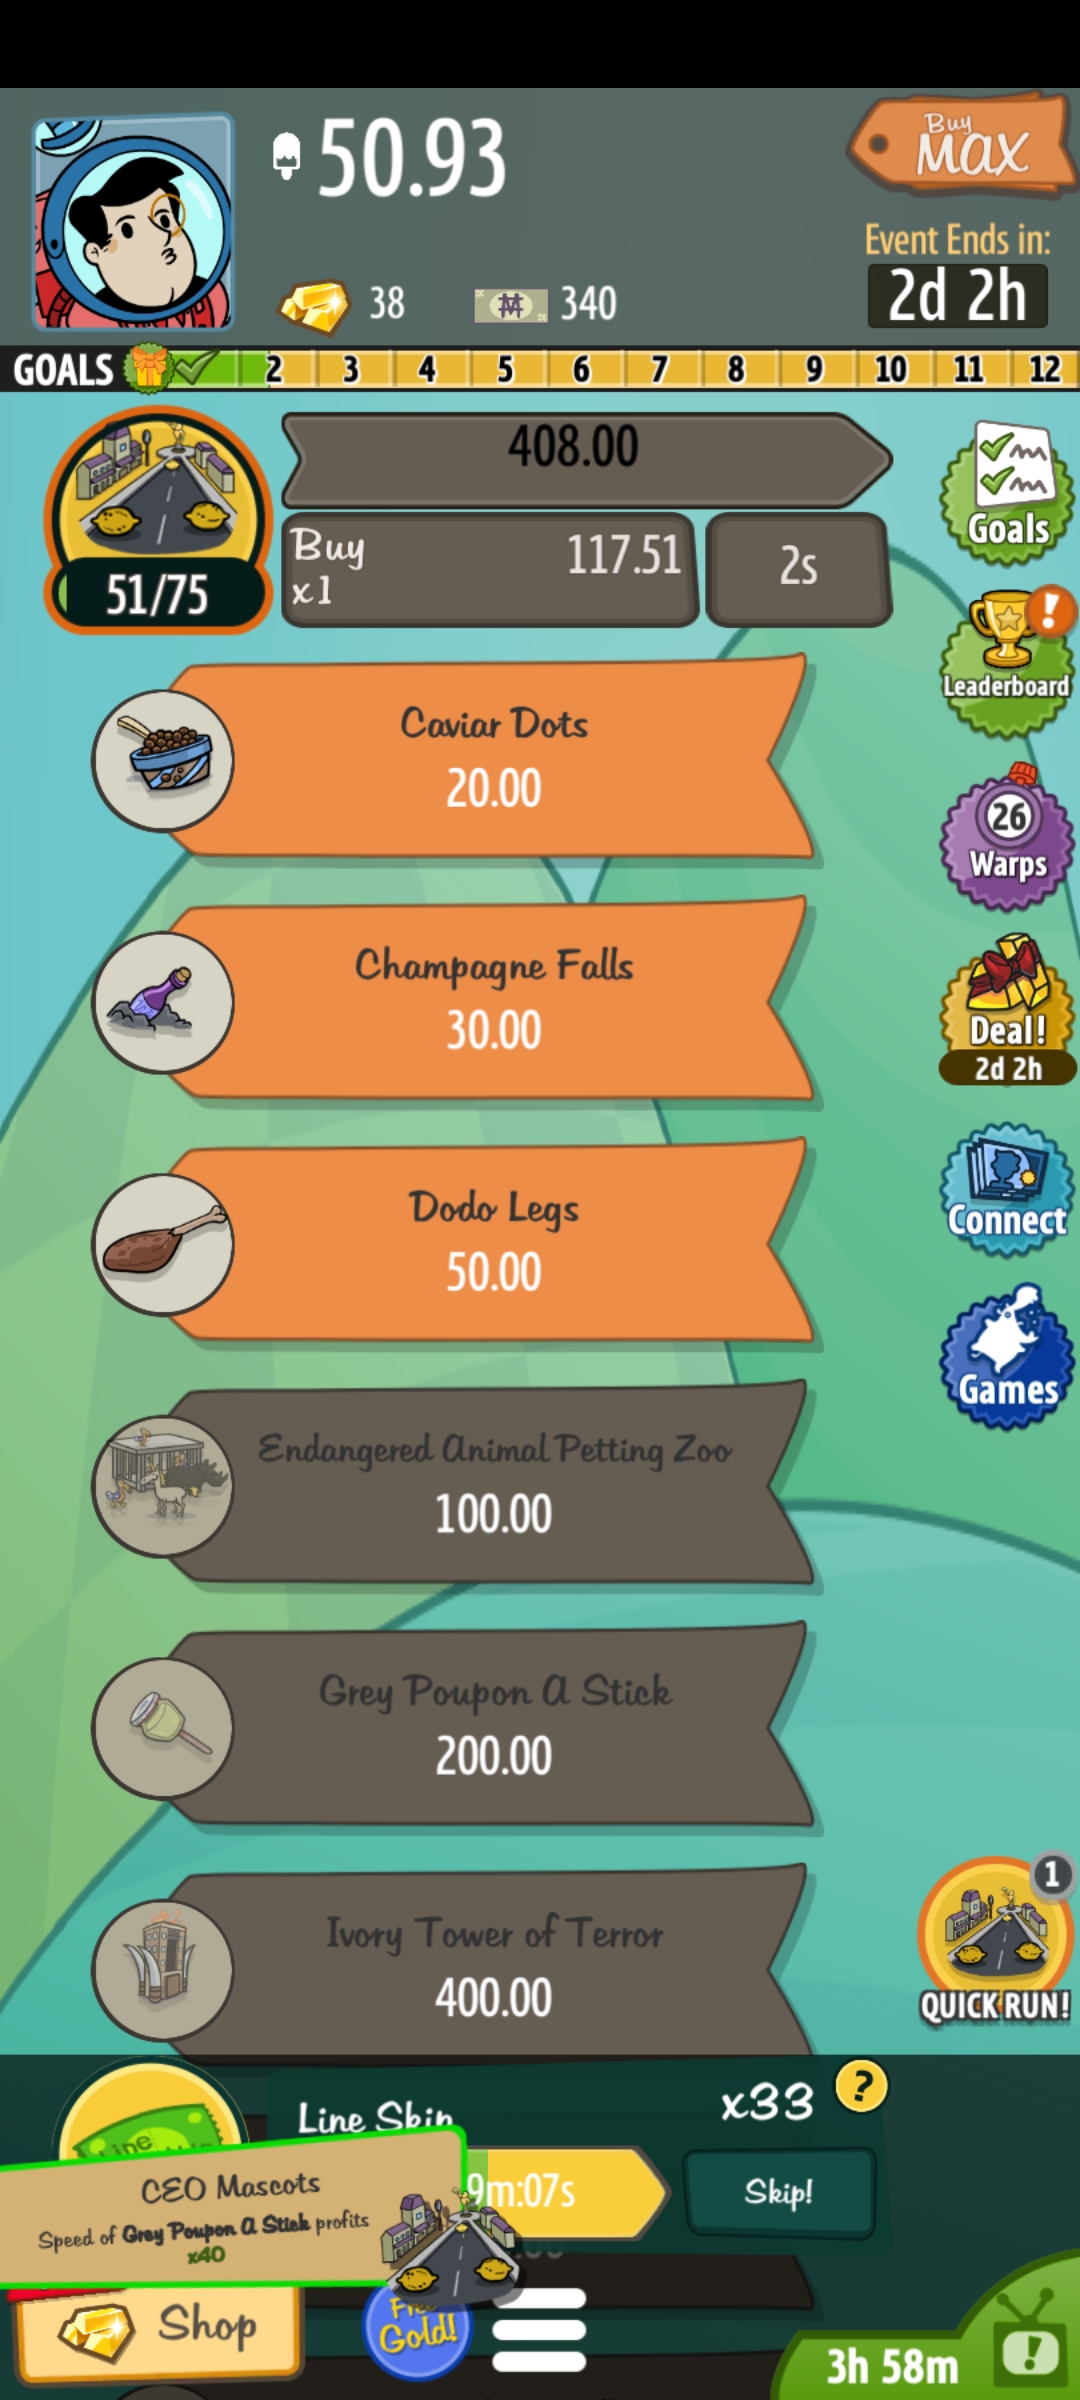 50.93
Buy
MAX
Event Ends in:
2d 2h
38
340
GOALS 2 3 4 5 6 7 8 9 10 11 12
408.00
51/75
Buy
x1
117.51
2s
Goals
Leaderboard
Caviar Dots
20.00
26
Warps
Champagne Falls
30.00
Deal!
2d 2h
Dodo Legs
50.00
Connect
Games
Endangered Animal Petting Zoo
100.00
Grey Poupon A Stick
200.00
Ivory Tower of Terror
400.00
1
QUICK RUN!
Line Skip
x33
?
9m:07s
Skip!
CEO Mascots
Speed of Grey Poupon A Stick profits
x40
Shop
Free
Gold!
3h 58m